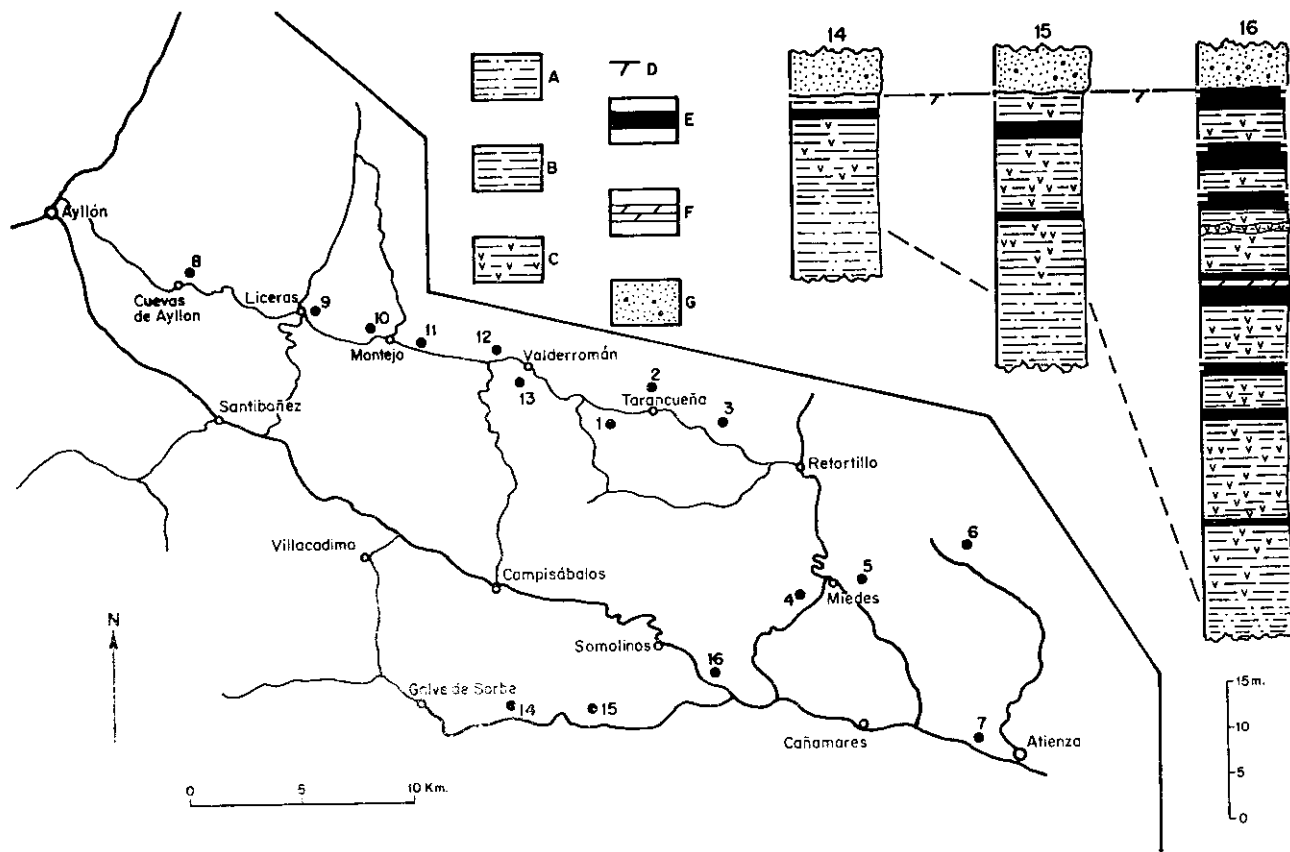 14
15
16
A
D
E
B
F
C
G
Ayllón
8
Cuevas
de Ayllon
Liceras
9
10
Montejo
11
12
Valderromán
13
2
Tarancueña
1
3
Retortillo
Santibañez
Villacadima
Campisábalos
6
5
4
Miedes
N
Somolinos
16
Galve de Sorbe
14
15
Cañamares
7
Atienza
0
5
10 Km.
15 m.
10
5
0